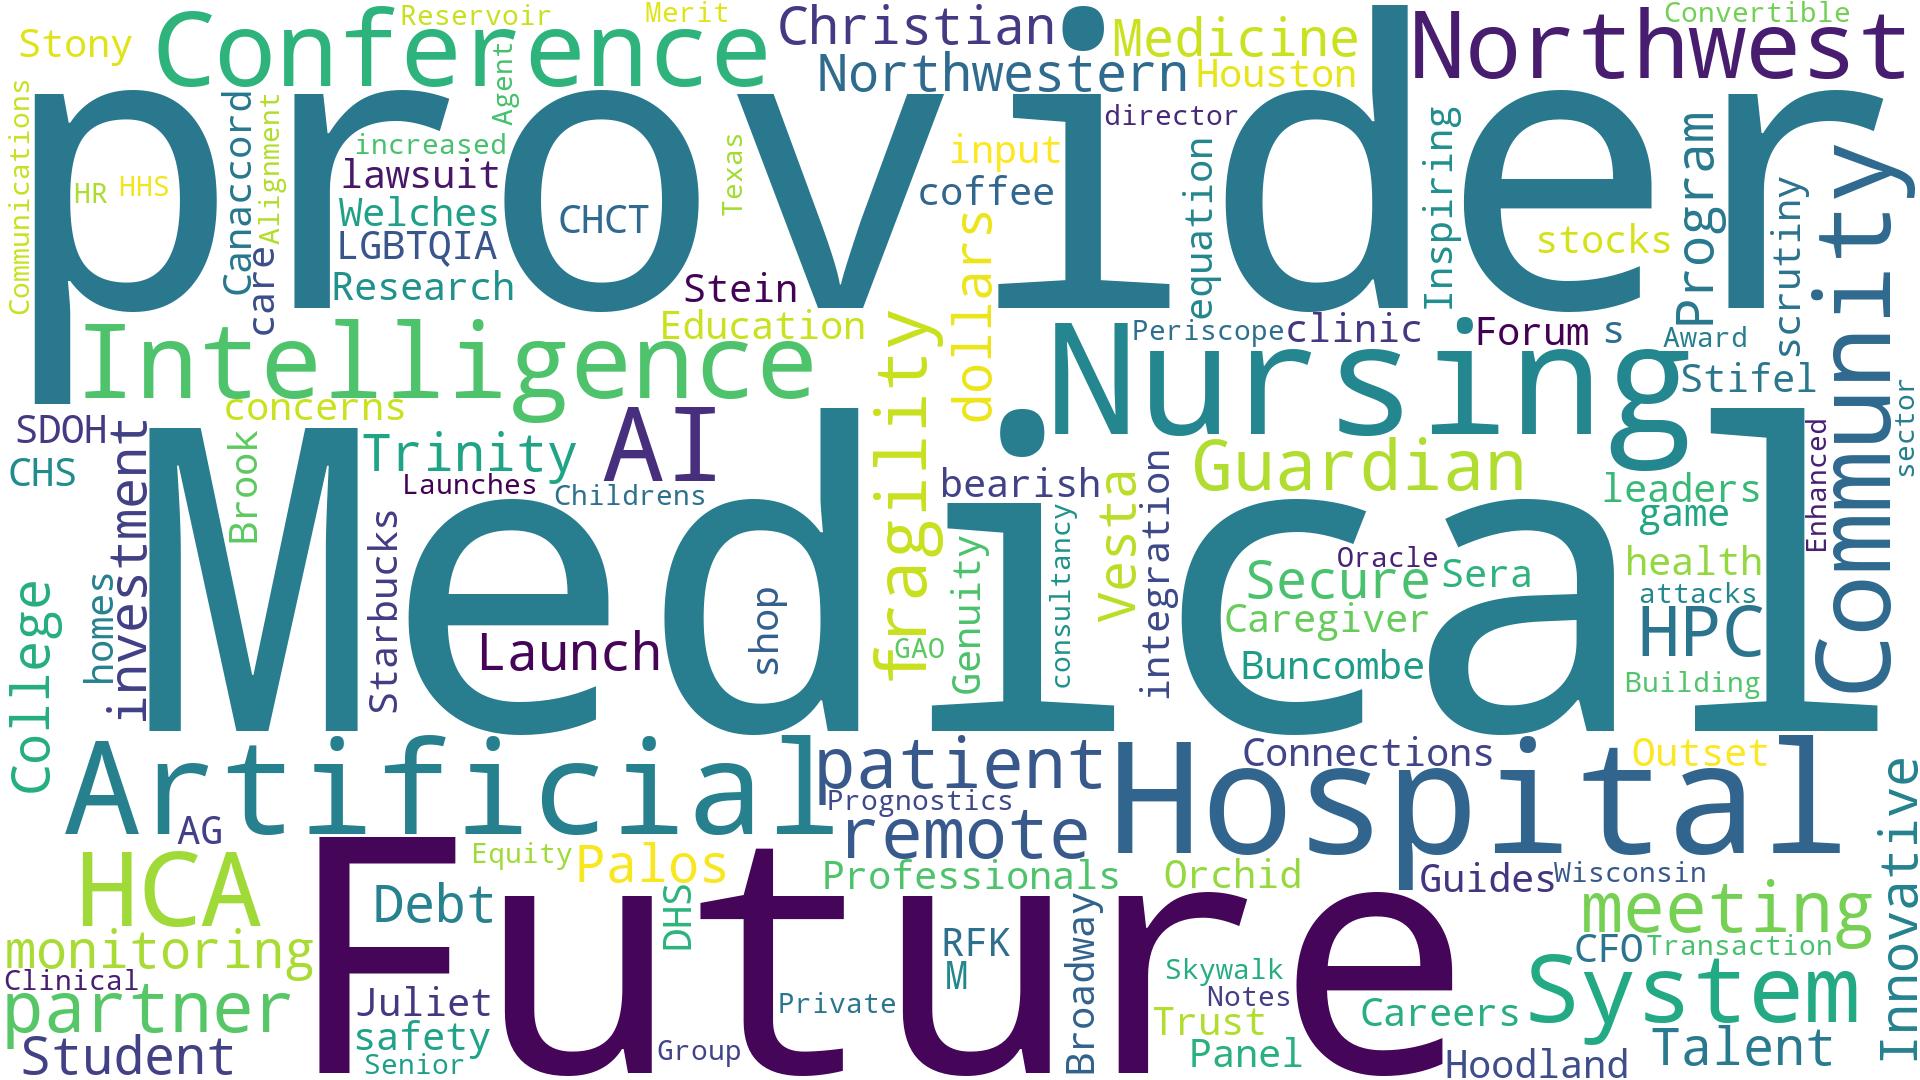 Reservoir
Merit
Christian
Medicine
Northwest
Convertible
Stony
Conference
Agent
Northwestern
Houston
Communications
provider
HR
HHS
Canaccord
Alignment
care
increased
lawsuit
Welches
LGBTQIA
Research
CHCT
Texas
Stein
Education
input
coffee
dollars
director
equation
Inspiring
stocks
Program
scrutiny
Community
Intelligence
fragility
Periscope
clinic
Forum
s
Award
Nursing
Stifel
sector
concerns
SDOH
CHS
investment
Brook
Trinity
AI
Launches
Childrens
bearish
Guardian
leaders
game
Enhanced
Medical
College
homes
Starbucks
Launch
shop
GAO
Genuity
consultancy
Vesta
integration
Oracle
Secure
Sera
Caregiver
Buncombe
health
attacks
HPC
Building
Artificial
AG
patient
Prognostics
remote
Hospital
Connections
Outset
Innovative
HCA
Equity
Palos
Debt
DHS
Professionals
Orchid
Guides
Wisconsin
meeting
monitoring
Clinical
partner
Student
Future
Juliet
safety
Senior
Group
Private
RFK
M
Broadway
Skywalk
Notes
Trust
Panel
Careers
CFO
Transaction
System
Talent
Hoodland